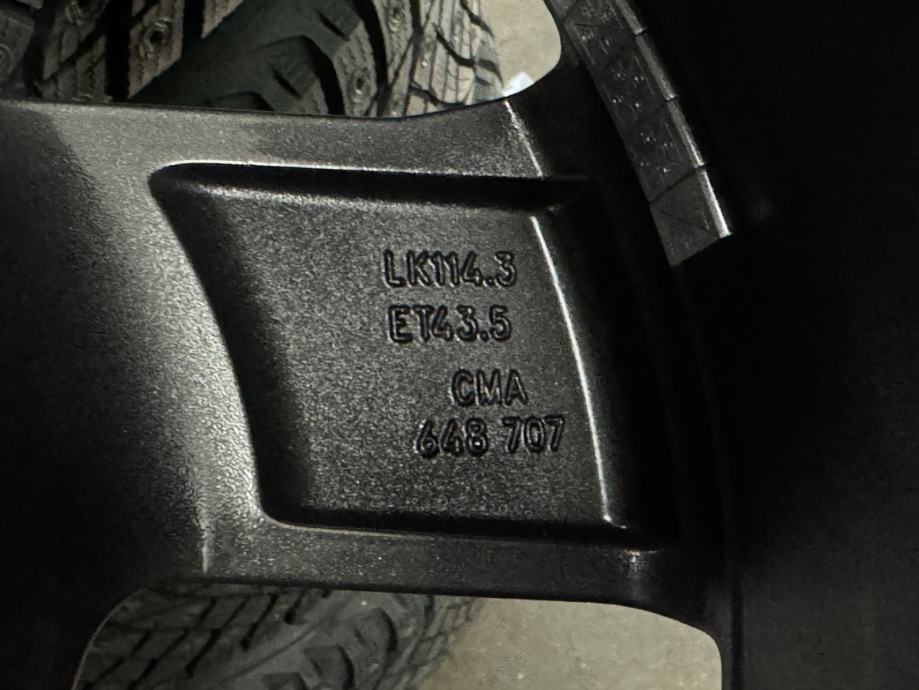 LK114.3
ET43.5
CMA
648 707